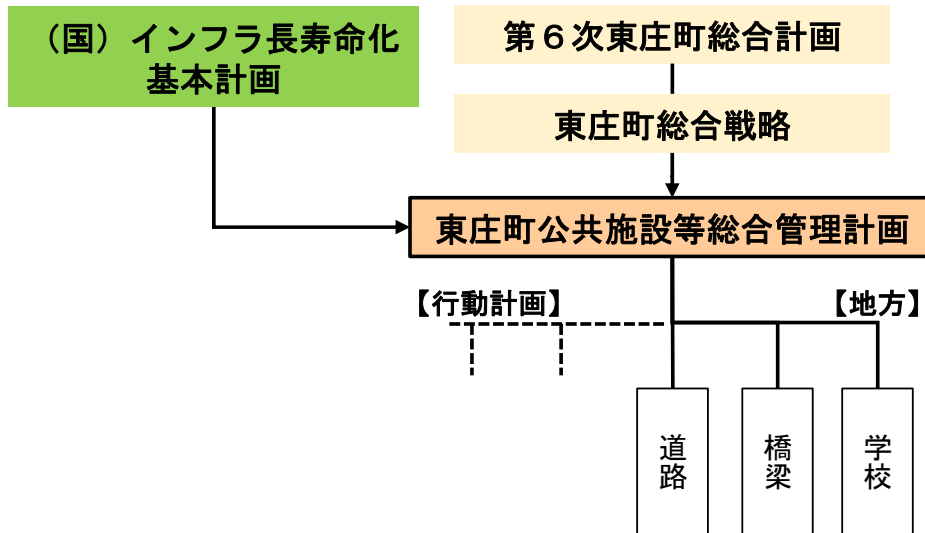 （国）インフラ長寿命化
基本計画
第６次東庄町総合計画
東庄町総合戦略
東庄町公共施設等総合管理計画
【行動計画】
【地方】
道路
橋梁
学校